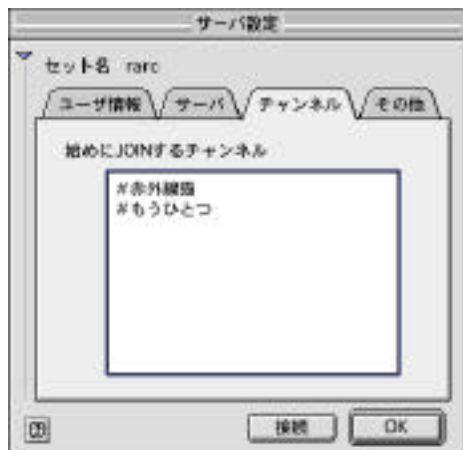 サーバ設定
セット名 rarc
ユーザ情報 サーバ チャンネル その他
始めにJOINするチャンネル
#赤外線猫
#もうひとつ
接続 OK